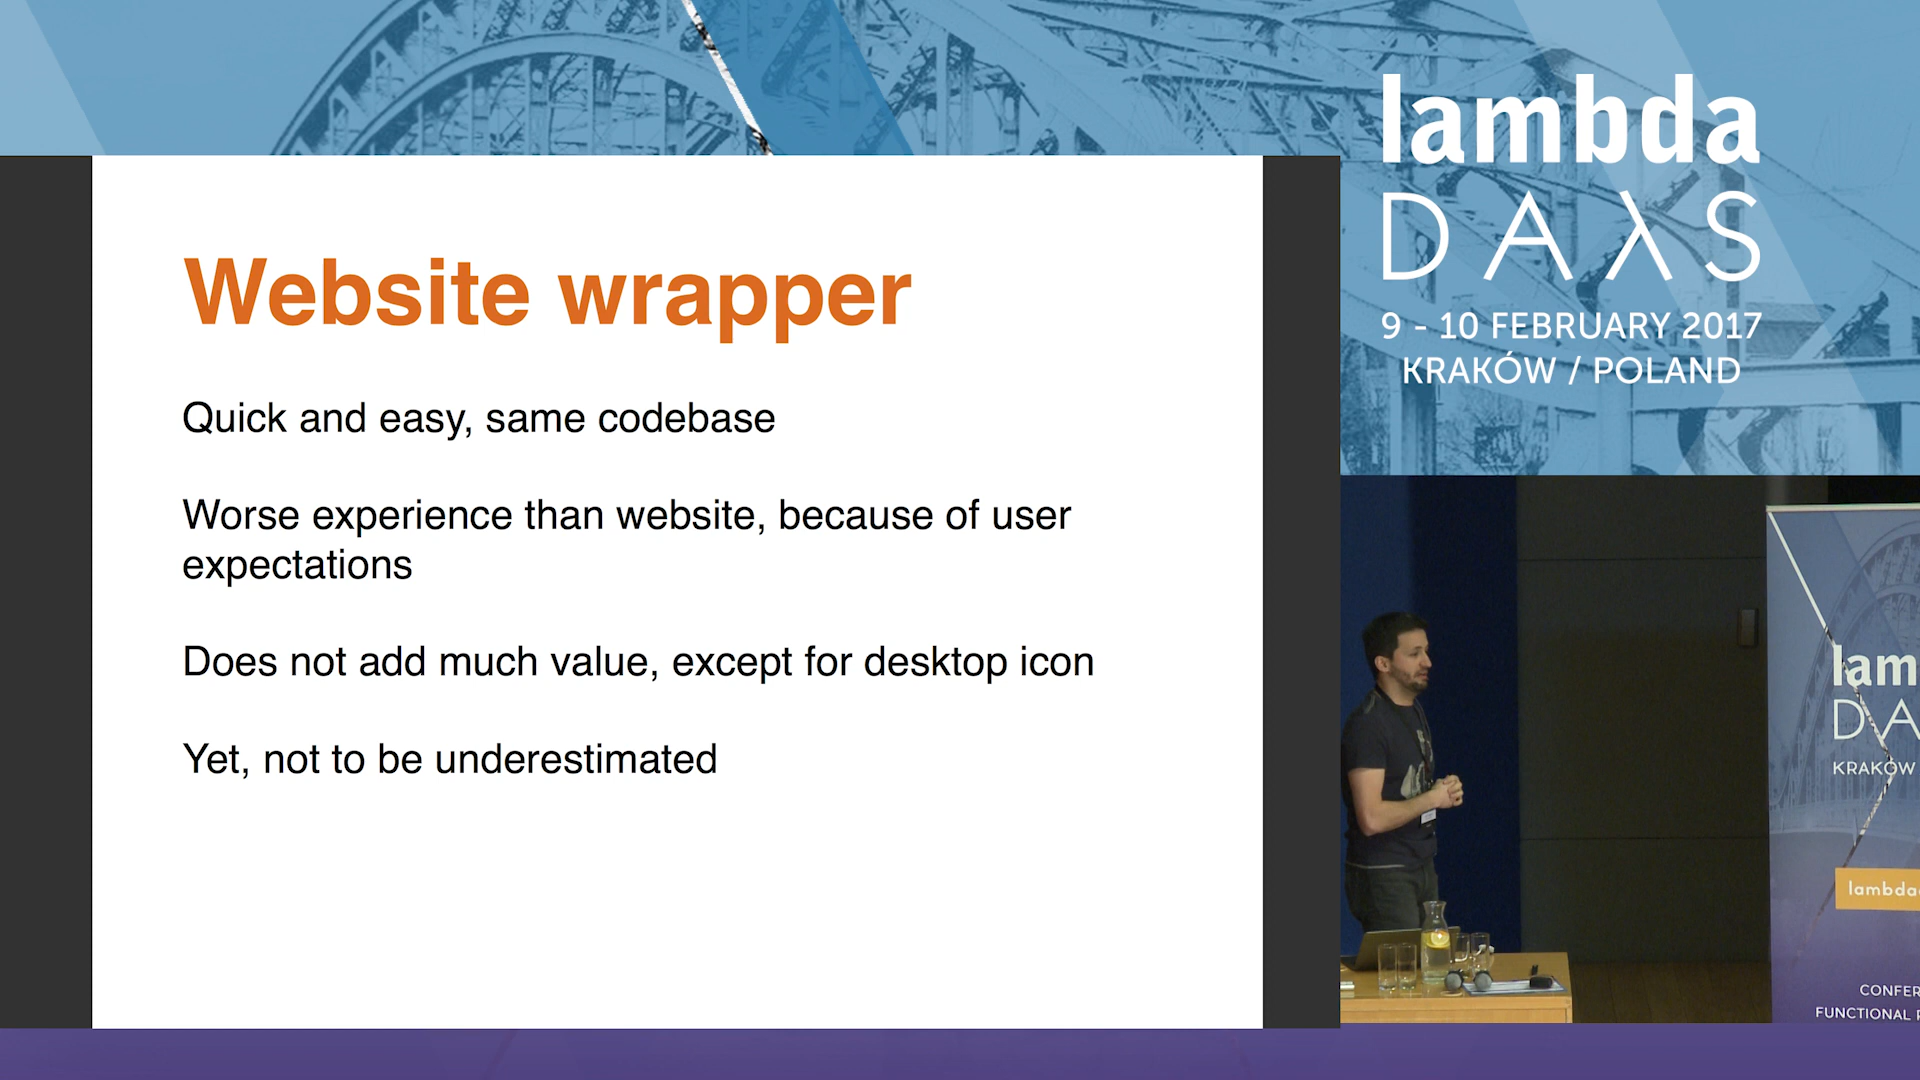 lambda
DAYS
9 - 10 FEBRUARY 2017
KRAKÓW / POLAND
Website wrapper
Quick and easy, same codebase
Worse experience than website, because of user
expectations
Does not add much value, except for desktop icon
Yet, not to be underestimated
lam
DA
KRAKÓW
lambda
CONFER
FUNCTIONAL